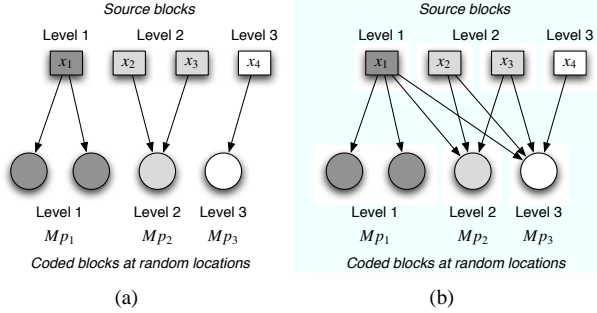 Source blocks
Level 1 Level 2 Level 3
x1 x2 x3 x4
Level 1 Level 2 Level 3
Mp1 Mp2 Mp3
Coded blocks at random locations
(a)
Source blocks
Level 1 Level 2 Level 3
x1 x2 x3 x4
Level 1 Level 2 Level 3
Mp1 Mp2 Mp3
Coded blocks at random locations
(b)